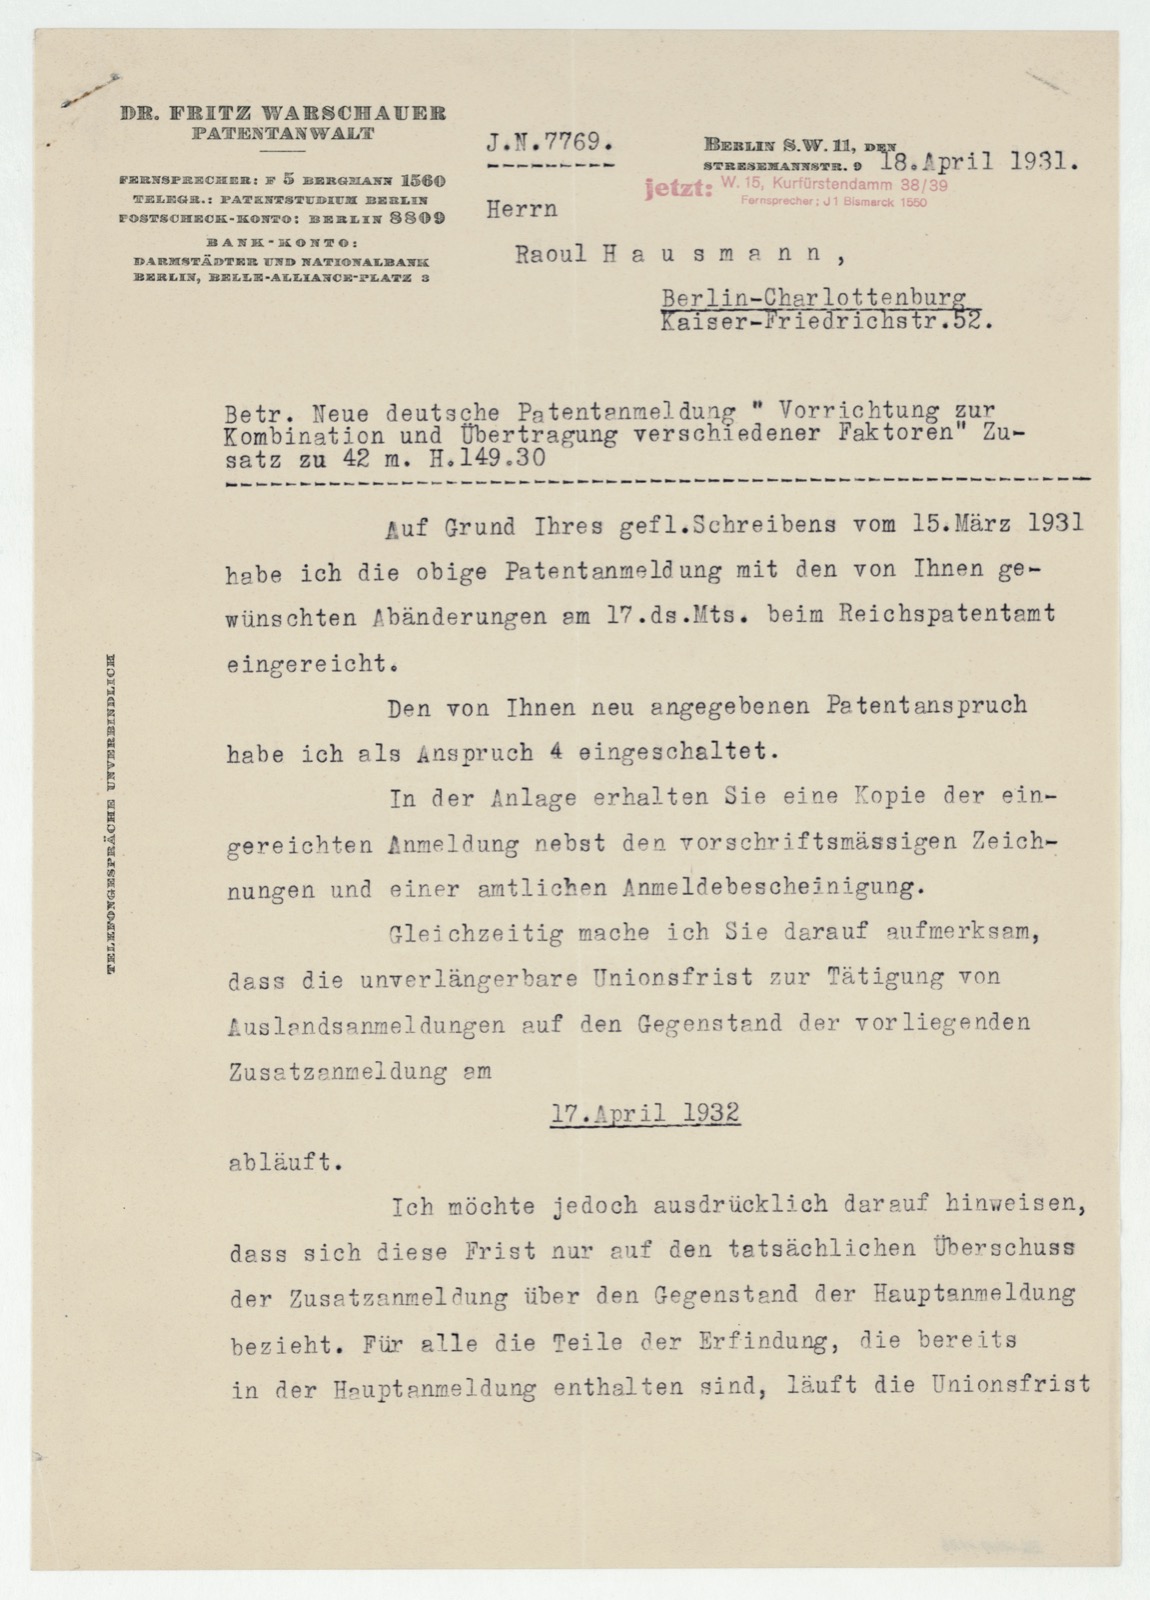 DR. FRITZ WARSCHAUER
PATENTANWALT
FERNSPRECHER: F 5 BERGMANN 1560
TELEGR.: PATENTSTUDIUM BERLIN
POSTSCHECK-KONTO: BERLIN 8809
BANK-KONTO:
DARMSTÄDTER UND NATIONALBANK
BERLIN, BELLE-ALLIANCE-PLATZ 3
J.N.7769.
BERLIN S.W. 11, DEN
STRESEMANNSTR. 9 18.April 1931.
jetzt: W. 15, Kurfürstendamm 38/39
Fernsprecher: J 1 Bismarck 1550
Herrn
Raoul H a u s m a n n ,
Berlin-Charlottenburg
Kaiser-Friedrichstr.52.
Betr. Neue deutsche Patentanmeldung " Vorrichtung zur
Kombination und Übertragung verschiedener Faktoren" Zu-
satz zu 42 m. H.149.30
Auf Grund Ihres gefl.Schreibens vom 15.März 1931
habe ich die obige Patentanmeldung mit den von Ihnen ge-
wünschten Abänderungen am 17.ds.Mts. beim Reichspatentamt
eingereicht.
Den von Ihnen neu angegebenen Patentanspruch
habe ich als Anspruch 4 eingeschaltet.
In der Anlage erhalten Sie eine Kopie der ein-
gereichten Anmeldung nebst den vorschriftsmässigen Zeich-
nungen und einer amtlichen Anmeldebescheinigung.
Gleichzeitig mache ich Sie darauf aufmerksam,
dass die unverlängerbare Unionsfrist zur Tätigung von
Auslandsanmeldungen auf den Gegenstand der vorliegenden
Zusatzanmeldung am
17.April 1932
abläuft.
Ich möchte jedoch ausdrücklich darauf hinweisen,
dass sich diese Frist nur auf den tatsächlichen Überschuss
der Zusatzanmeldung über den Gegenstand der Hauptanmeldung
bezieht. Für alle die Teile der Erfindung, die bereits
in der Hauptanmeldung enthalten sind, läuft die Unionsfrist
TELEFONGESPRÄCHE UNVERBINDLICH